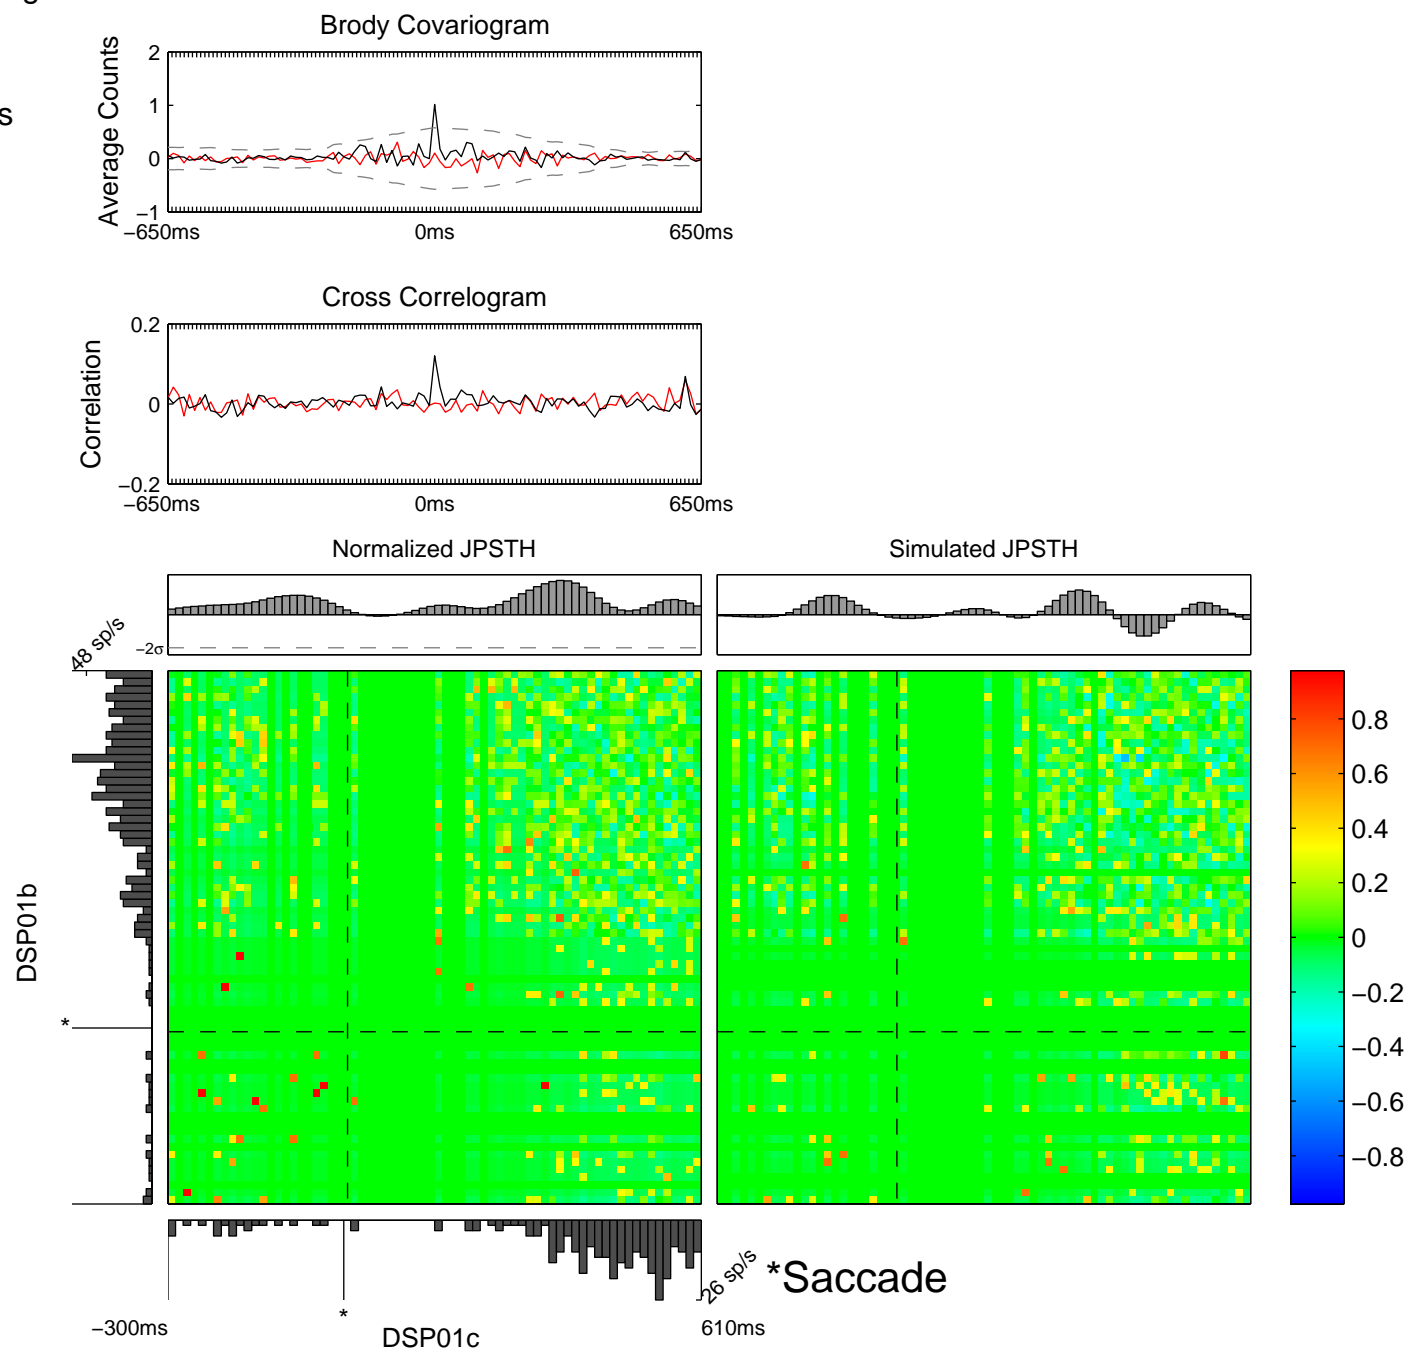 g
Brody Covariogram
Average Counts
2
1
0
−1
s
−650ms 0ms 650ms
Cross Correlogram
Correlation
0.2
0
−0.2
−650ms 0ms 650ms
Normalized JPSTH Simulated JPSTH
−2σ
48 sp/s
DSP01b
*
0.8
0.6
0.4
0.2
0
−0.2
−0.4
−0.6
−0.8
26 sp/s
*Saccade
*
−300ms DSP01c 610ms